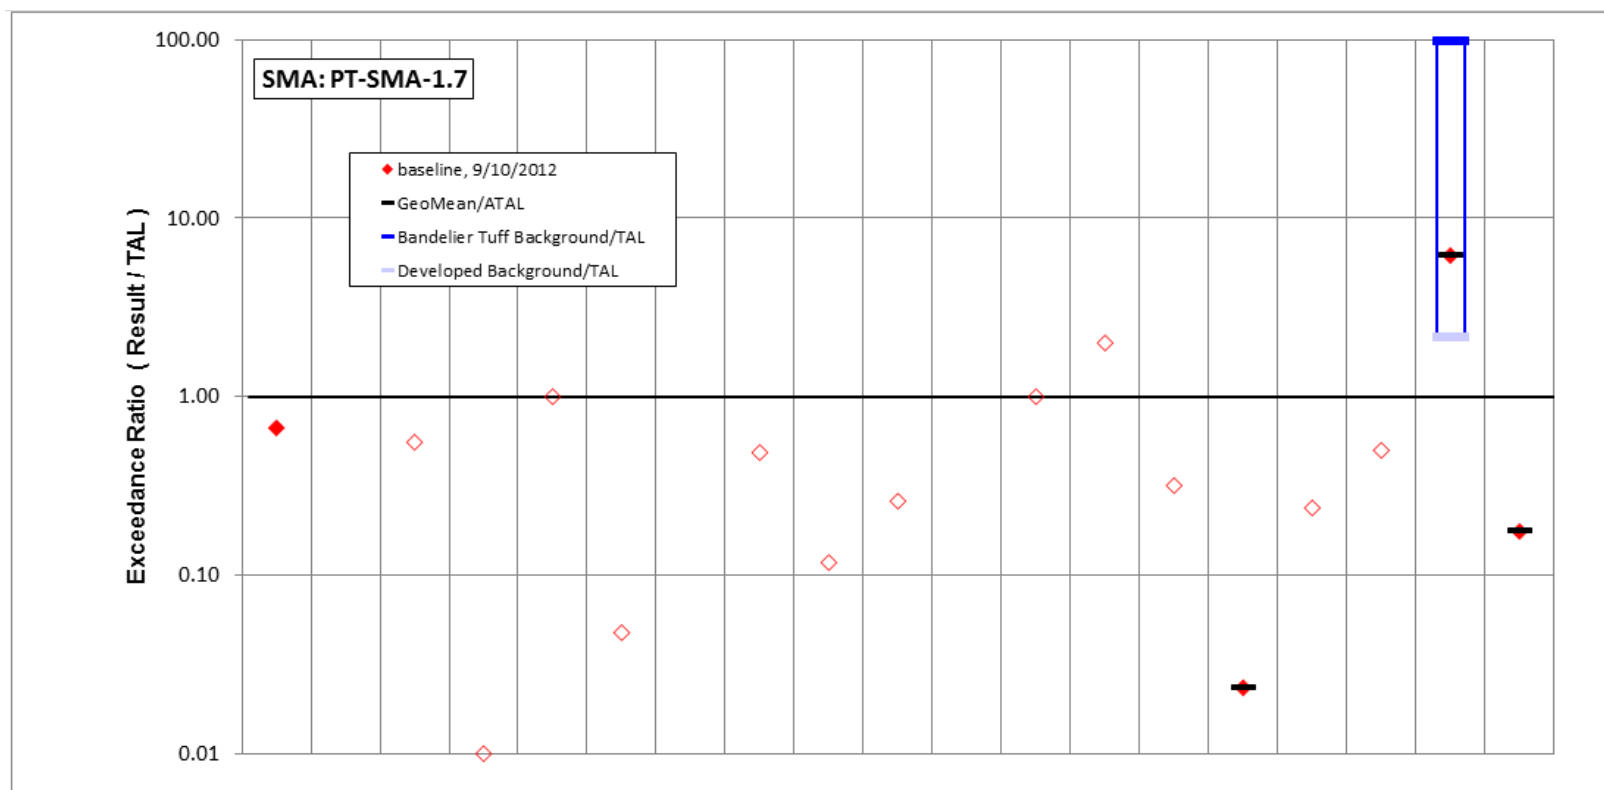 100.00
SMA: PT-SMA-1.7
baseline, 9/10/2012
GeoMean/ATAL
Bandelier Tuff Background/TAL
Developed Background/TAL
10.00
1.00
0.10
0.01
Exceedance Ratio ( Result / TAL )